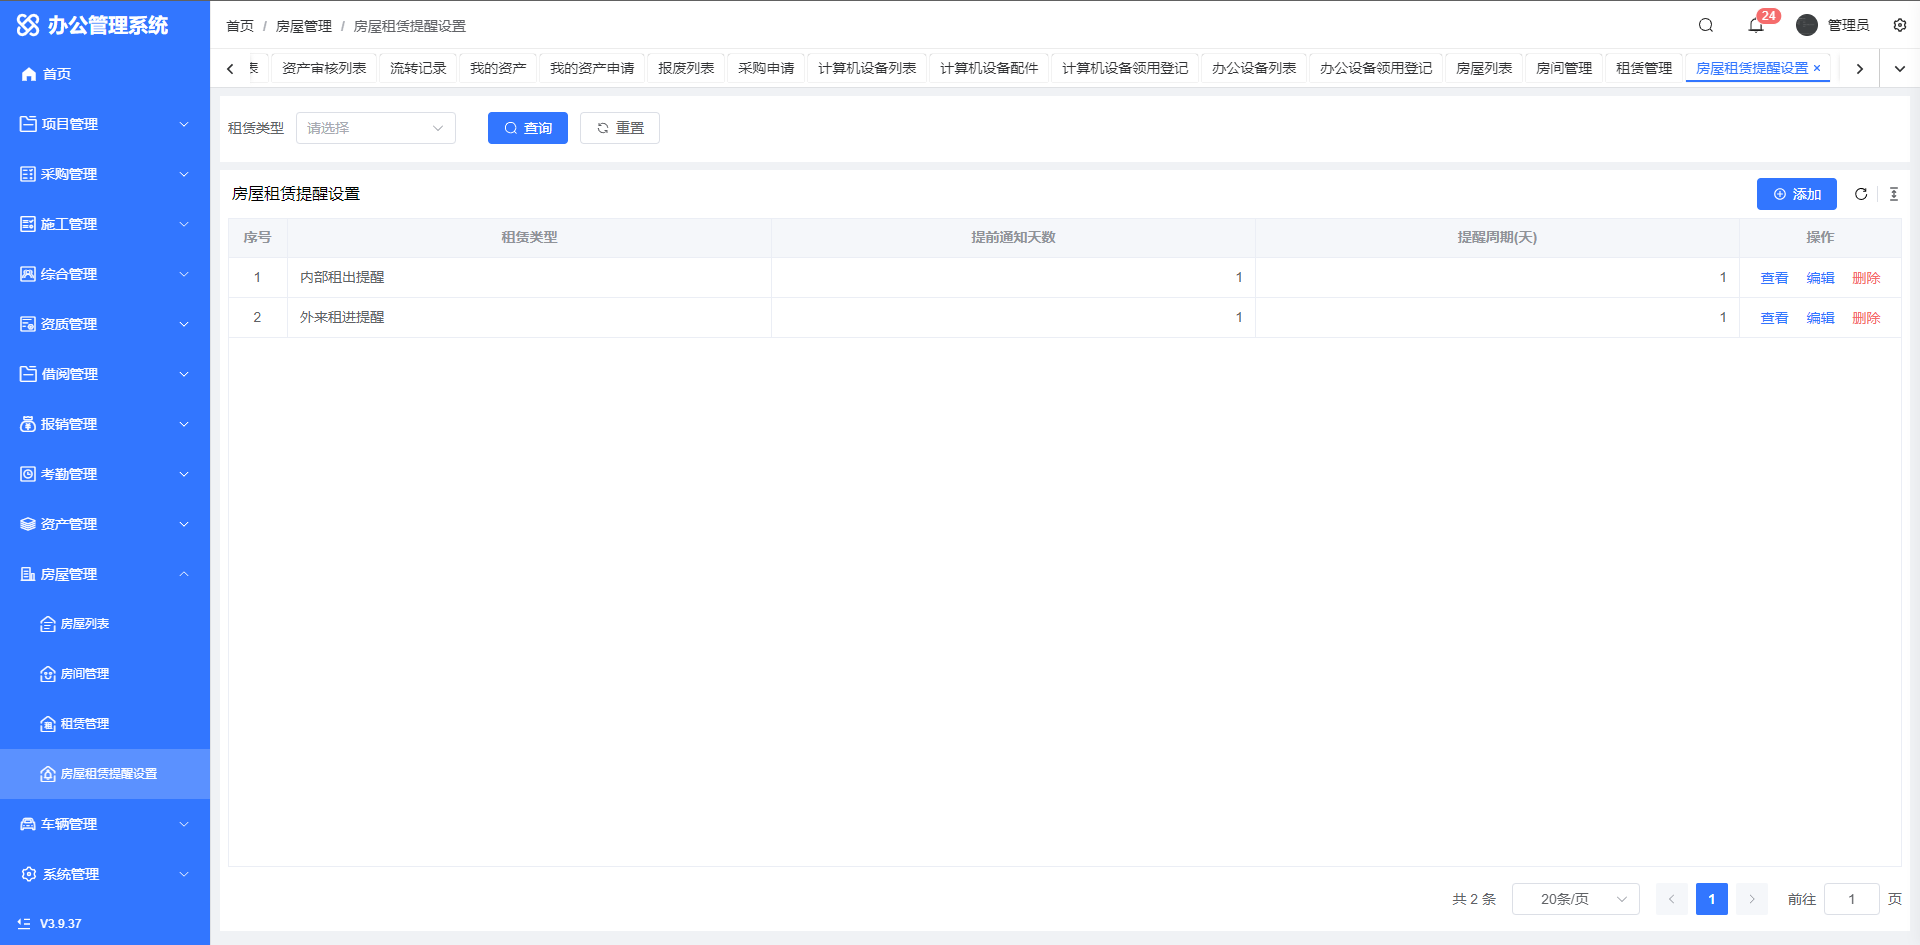 办公管理系统
首页
项目管理
采购管理
施工管理
综合管理
资质管理
借阅管理
报销管理
考勤管理
资产管理
房屋管理
房屋列表
房间管理
租赁管理
房屋租赁提醒设置
车辆管理
系统管理
V3.9.37
首页 / 房屋管理 / 房屋租赁提醒设置
24 管理员
表 资产审核列表 流转记录 我的资产 我的资产申请 报废列表 采购申请 计算机设备列表 计算机设备配件 计算机设备领用登记 办公设备列表 办公设备领用登记 房屋列表 房间管理 租赁管理 房屋租赁提醒设置 ×
租赁类型 请选择 查询 重置
房屋租赁提醒设置 添加
序号 租赁类型 提前通知天数 提醒周期(天) 操作
1 内部租出提醒 1 1 查看 编辑 删除
2 外来租进提醒 1 1 查看 编辑 删除
共 2 条 20条/页 1 前往 1 页